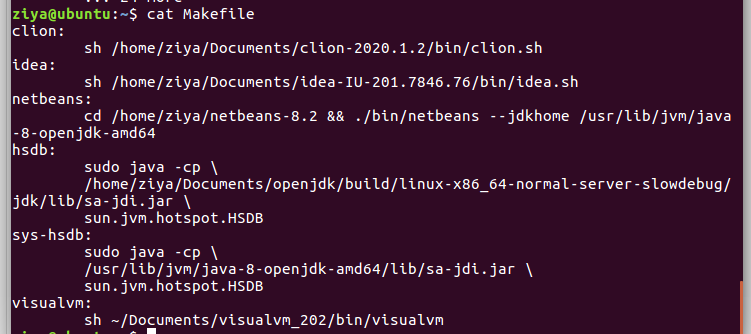 ... 24 More
ziya@ubuntu:~$ cat Makefile
clion:
        sh /home/ziya/Documents/clion-2020.1.2/bin/clion.sh
idea:
        sh /home/ziya/Documents/idea-IU-201.7846.76/bin/idea.sh
netbeans:
        cd /home/ziya/netbeans-8.2 && ./bin/netbeans --jdkhome /usr/lib/jvm/java
-8-openjdk-amd64
hsdb:
        sudo java -cp \
        /home/ziya/Documents/openjdk/build/linux-x86_64-normal-server-slowdebug/
jdk/lib/sa-jdi.jar \
        sun.jvm.hotspot.HSDB
sys-hsdb:
        sudo java -cp \
        /usr/lib/jvm/java-8-openjdk-amd64/lib/sa-jdi.jar \
        sun.jvm.hotspot.HSDB
visualvm:
        sh ~/Documents/visualvm_202/bin/visualvm